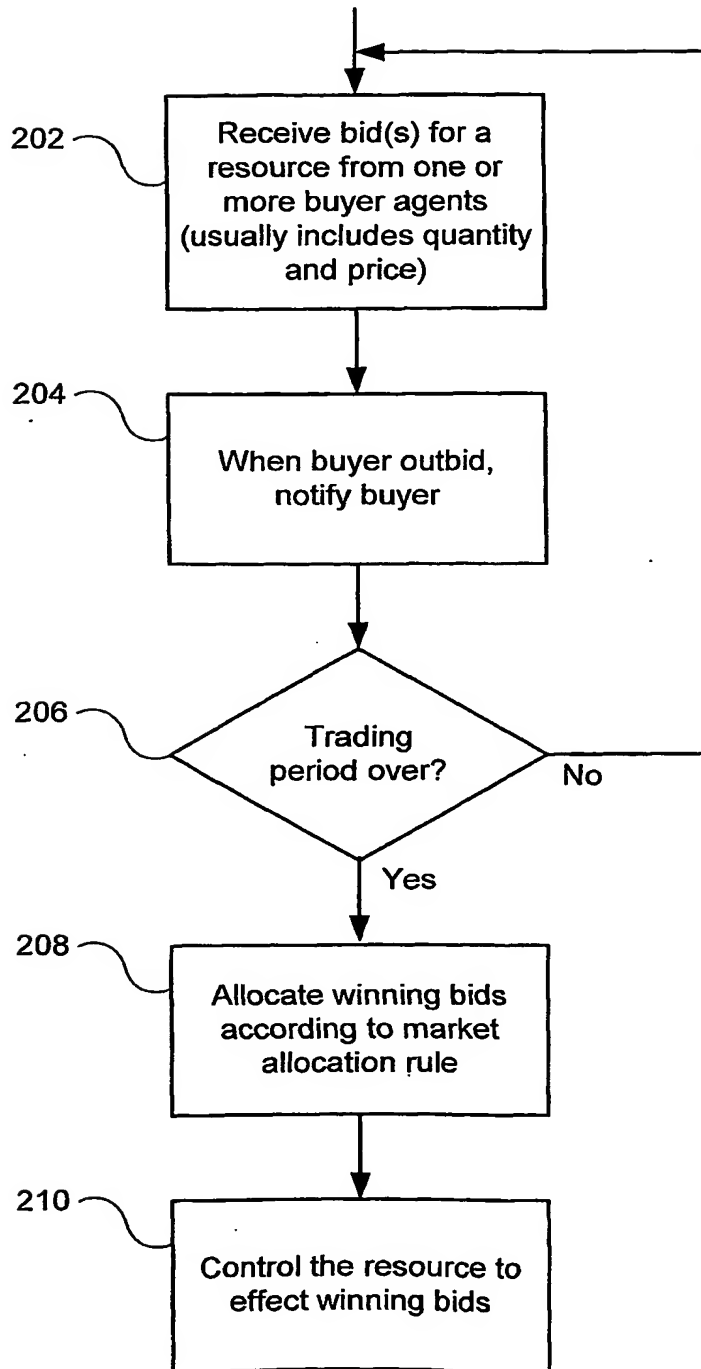 202
Receive bid(s) for a
resource from one or
more buyer agents
(usually includes quantity
and price)
204
When buyer outbid,
notify buyer
206
Trading
period over?
No
Yes
208
Allocate winning bids
according to market
allocation rule
210
Control the resource to
effect winning bids